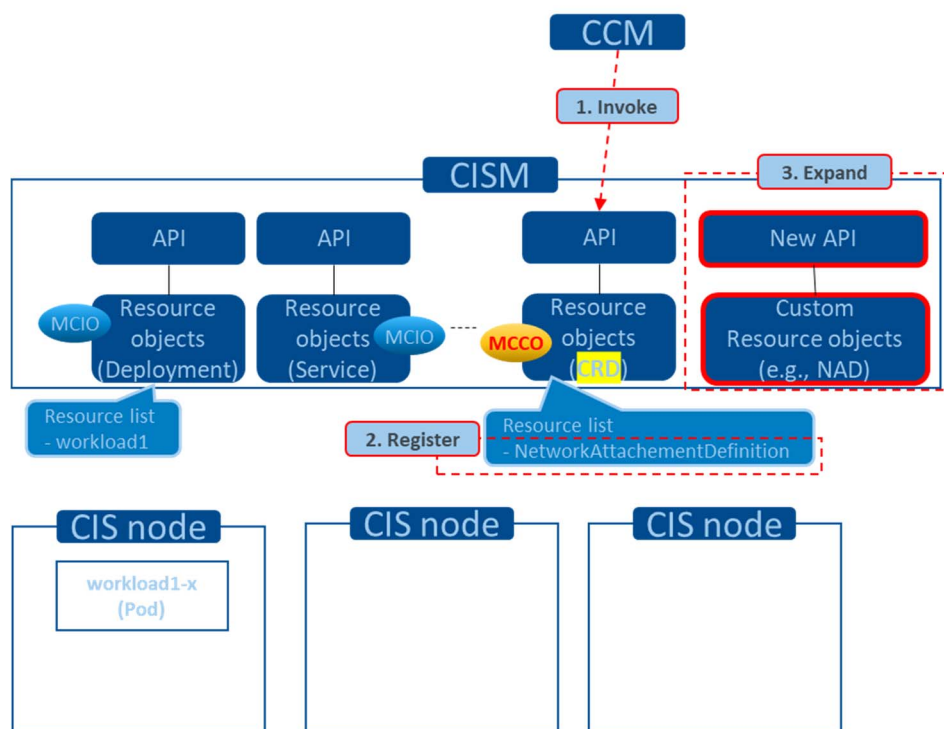 CCM
1. Invoke
CISM
3. Expand
API
API
API
New API
MCIO
Resource
objects
(Deployment)
Resource
objects
(Service)
MCIO
MCCO
Resource
objects
(CRD)
Custom
Resource objects
(e.g., NAD)
Resource list
- workload1
2. Register
Resource list
- NetworkAttachementDefinition
CIS node
CIS node
CIS node
workload1-x
(Pod)